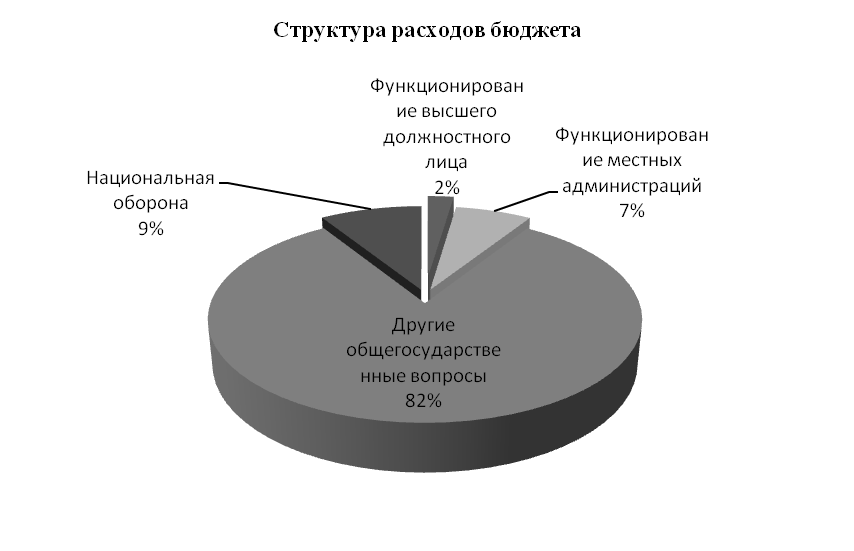 Структура расходов бюджета
Функционирован
ие высшего
должностного
лица
2%
Функционирован
ие местных
администраций
7%
Национальная
оборона
9%
Другие
общегосударстве
нные вопросы
82%